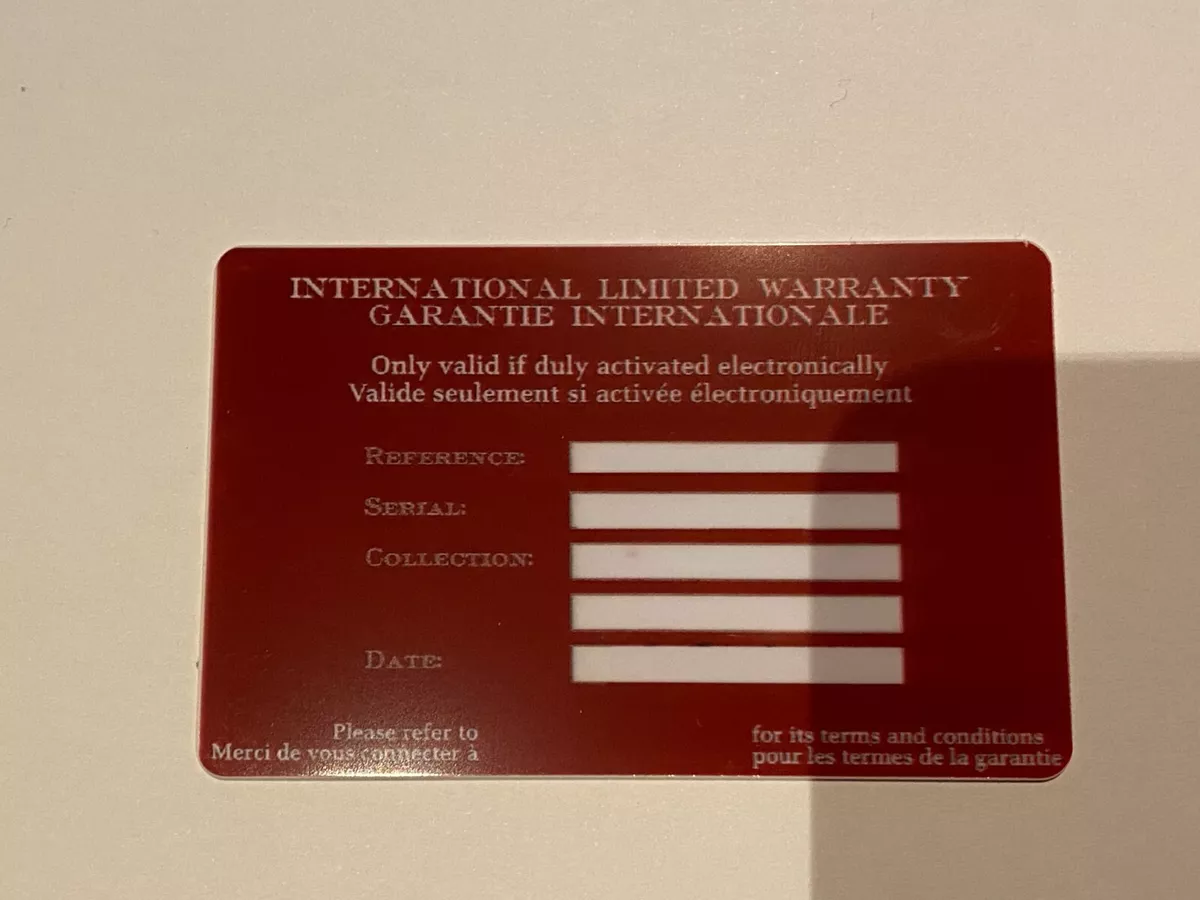 INTERNATIONAL LIMITED WARRANTY
GARANTIE INTERNATIONALE
Only valid if duly activated electronically
Valide seulement si activée électroniquement
REFERENCE:
SERIAL:
COLLECTION:
DATE:
Please refer to
Merci de vous connecter à
for its terms and conditions
pour les termes de la garantie